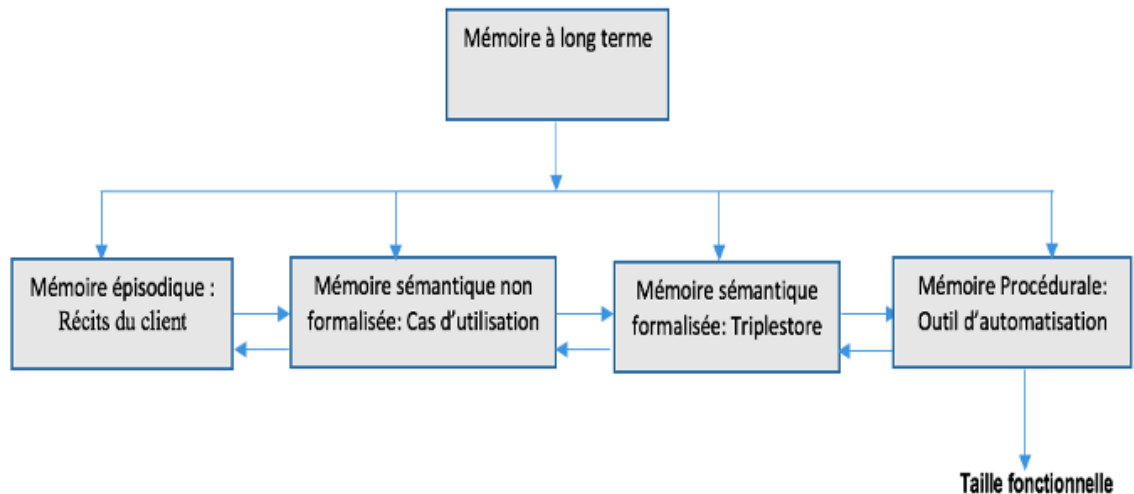 Mémoire à long terme
Mémoire épisodique :
Récits du client
Mémoire sémantique non
formalisée: Cas d'utilisation
Mémoire sémantique
formalisée: Triplestore
Mémoire Procédurale:
Outil d'automatisation
Taille fonctionnelle